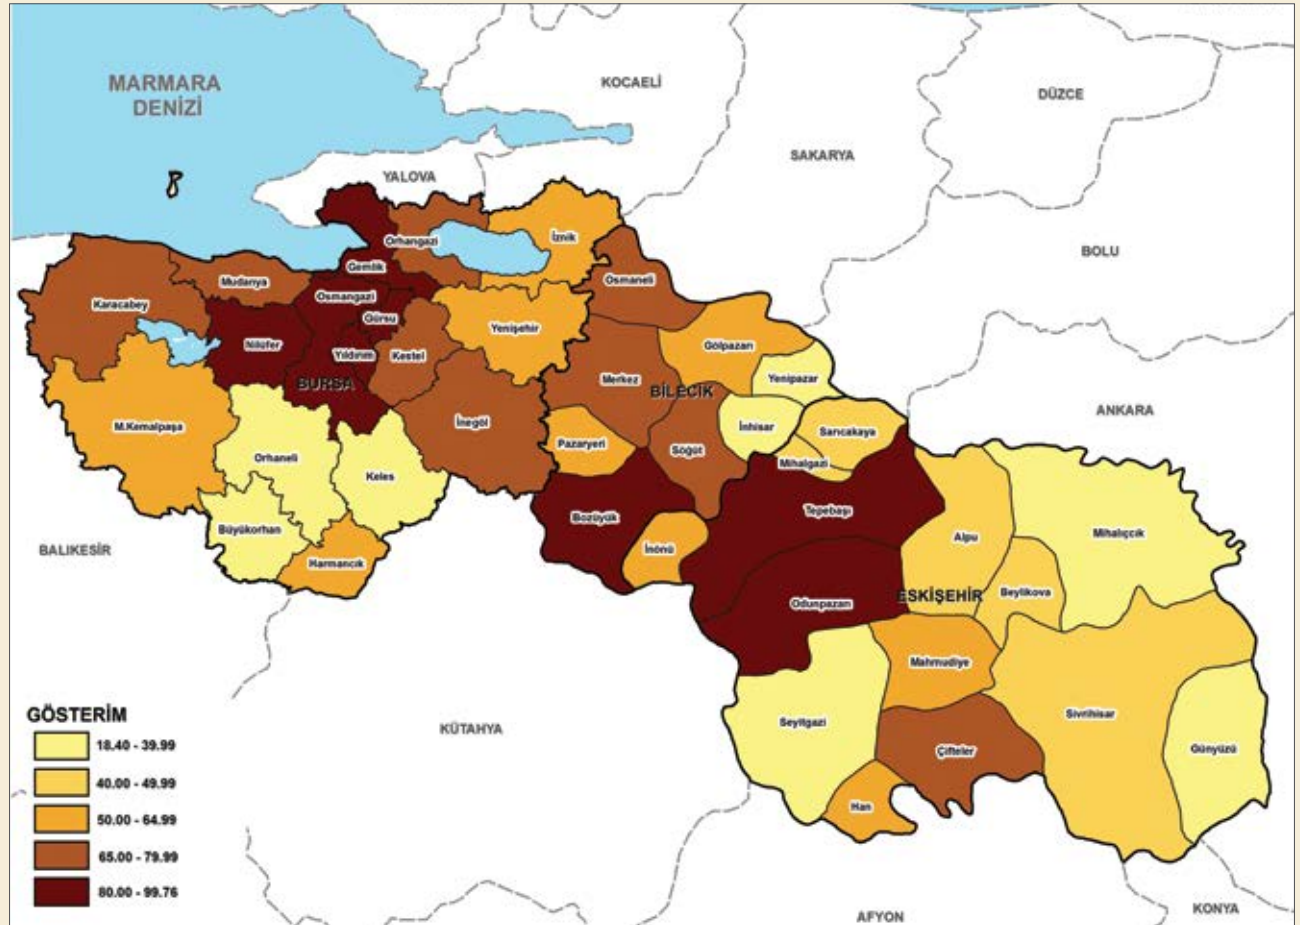 MARMARA
DENİZİ
KOCAELİ
DÜZCE
SAKARYA
YALOVA
BOLU
Orhangazi
İznik
Gemlik
Mudanya
Osmaneli
Karacabey
Osmangazi
Gürsu
Yenişehir
Nilüfer
Yıldırım
Kestel
Gölpazarı
BURSA
Merkez
BİLECİK
Yenipazar
ANKARA
M.Kemalpaşa
İnegöl
İnhisar
Sarıcakaya
Pazaryeri
Söğüt
Orhaneli
Mihalgazi
Keles
Tepebaşı
Bozüyük
Büyükorhan
Alpu
Mihalıçcık
BALIKESİR
İnönü
Harmancık
ESKİŞEHİR
Beylikova
Odunpazarı
Mahmudiye
GÖSTERİM
Sivrihisar
Seyitgazi
KÜTAHYA
18.40 - 39.99
Çifteler
Günyüzü
40.00 - 49.99
Han
50.00 - 64.99
65.00 - 79.99
80.00 - 99.76
AFYON
KONYA